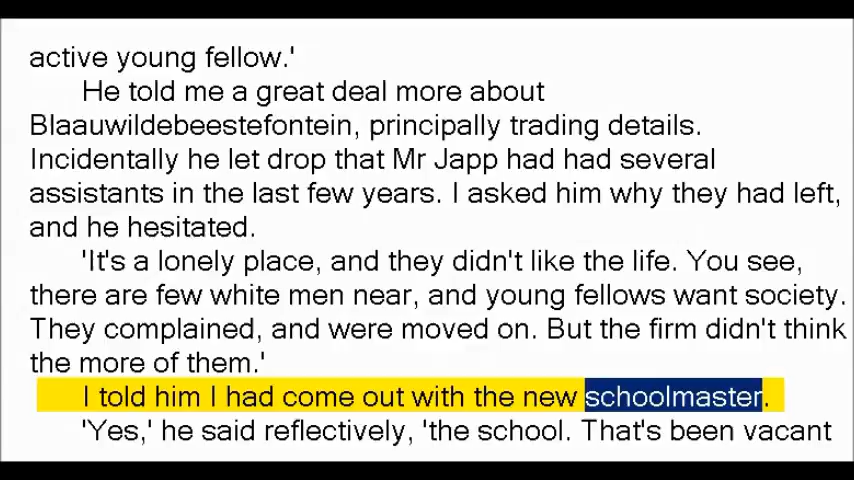 active young fellow.'
He told me a great deal more about
Blaauwildebeestefontein, principally trading details.
Incidentally he let drop that Mr Japp had had several
assistants in the last few years. I asked him why they had left,
and he hesitated.
'It's a lonely place, and they didn't like the life. You see,
there are few white men near, and young fellows want society.
They complained, and were moved on. But the firm didn't think
the more of them.'
I told him I had come out with the new schoolmaster.
'Yes,' he said reflectively, 'the school. That's been vacant